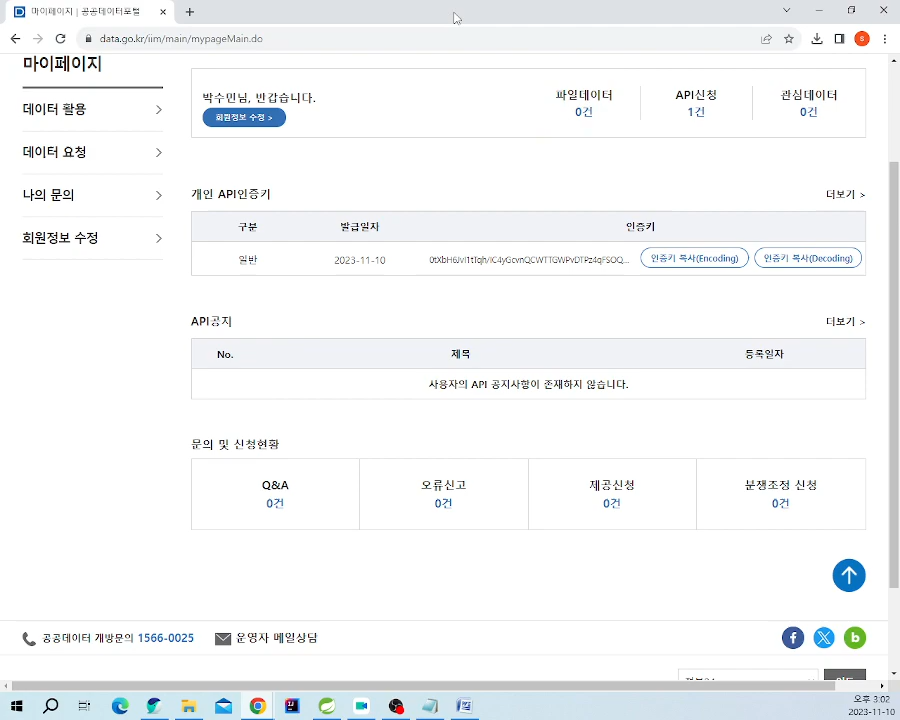 마이페이지 | 공공데이터포털
data.go.kr/iim/main/mypageMain.do
s
마이페이지
데이터 활용
데이터 요청
나의 문의
회원정보 수정
박수민님, 반갑습니다.
회원정보 수정 >
파일데이터
0건
API신청
1건
관심데이터
0건
개인 API인증키
더보기 >
구분 발급일자 인증키
일반 2023-11-10
인증키 복사(Encoding) 인증키 복사(Decoding)
API공지
더보기 >
No. 제목 등록일자
사용자의 API 공지사항이 존재하지 않습니다.
문의 및 신청현황
Q&A
0건
오류신고
0건
제공신청
0건
분쟁조정 신청
0건
공공데이터 개방문의 1566-0025 운영자 메일상담
오후 3:02
2023-11-10